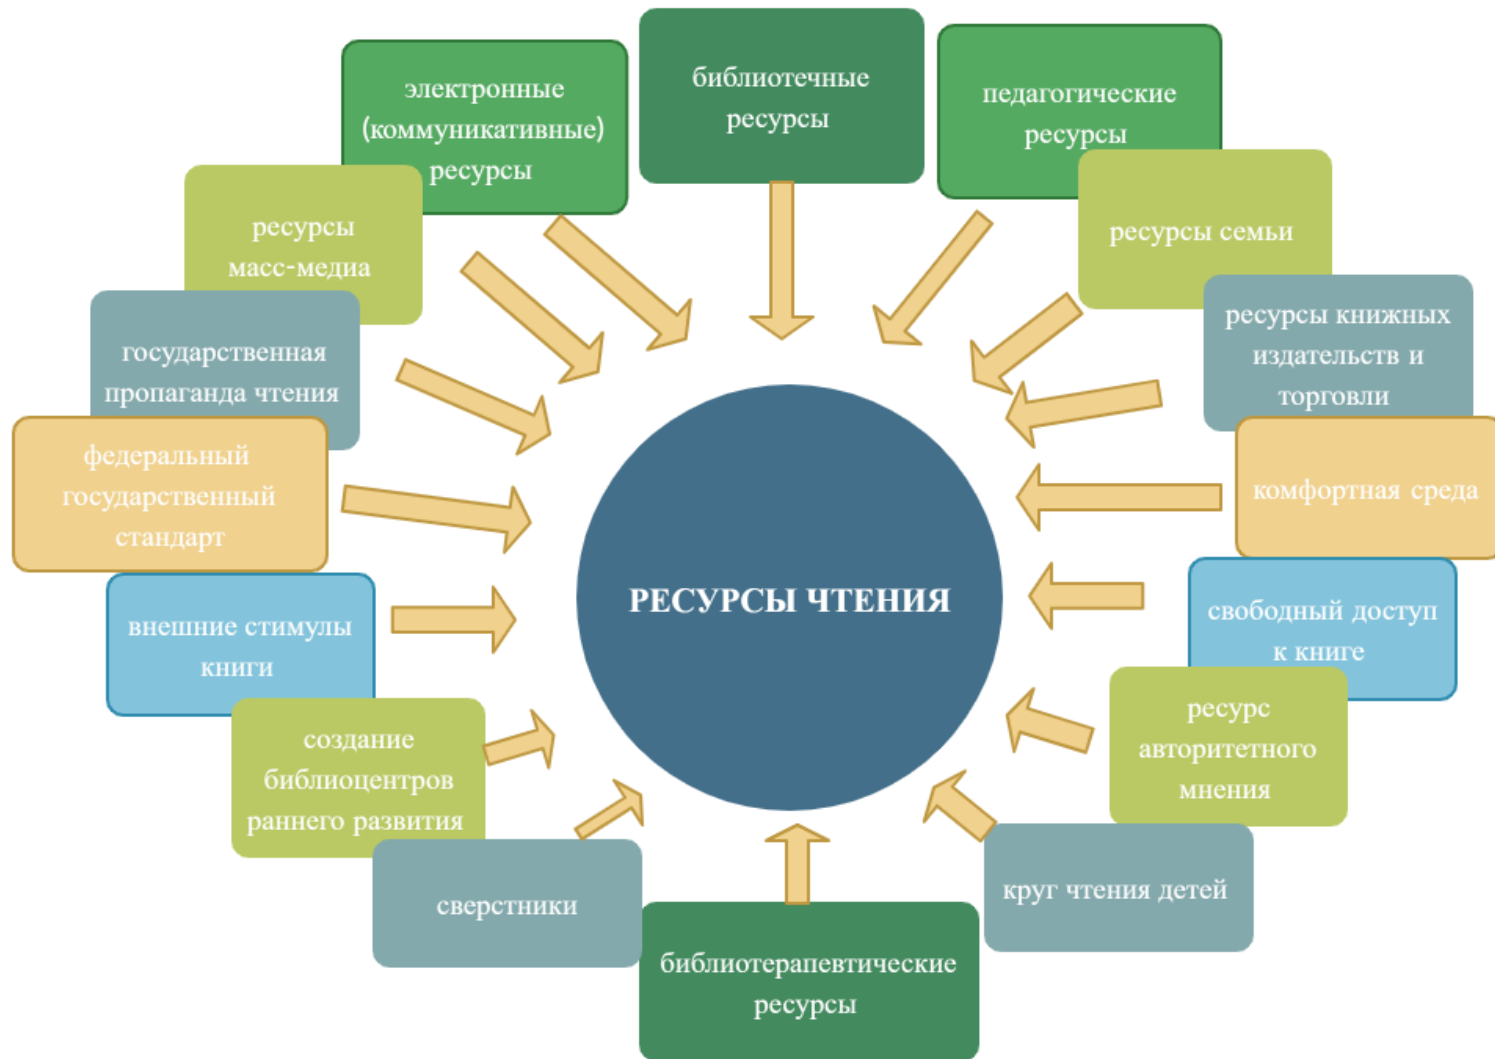 электронные
(коммуникативные)
ресурсы
библиотечные
ресурсы
педагогические
ресурсы
ресурсы
масс-медиа
ресурсы семьи
государственная
пропаганда чтения
ресурсы книжных
издательств и
торговли
федеральный
государственный
стандарт
комфортная среда
РЕСУРСЫ ЧТЕНИЯ
внешние стимулы
книги
свободный доступ
к книге
создание
библиоцентров
раннего развития
ресурс
авторитетного
мнения
сверстники
круг чтения детей
библиотерапевтические
ресурсы